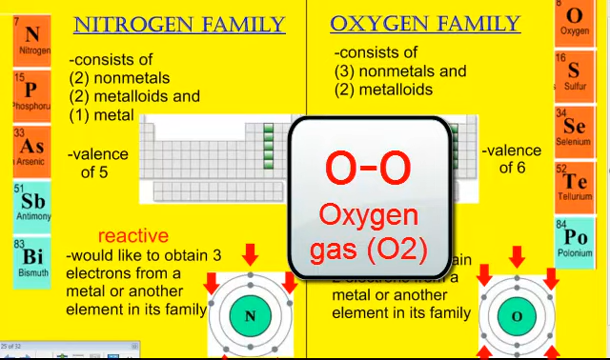 NITROGEN FAMILY
-consists of
(2) nonmetals
(2) metalloids and
(1) metal
-valence
of 5
reactive
-would like to obtain 3
electrons from a
metal or another
element in its family
N
7
N
Nitrogen
15
P
Phosphoru
33
As
Arsenic
51
Sb
Antimony
83
Bi
Bismuth
OXYGEN FAMILY
-consists of
(3) nonmetals and
(2) metalloids
-valence
of 6
O-O
Oxygen
gas (O2)
electrons from a
metal or another
element in its family
O
8
O
Oxygen
16
S
Sulfur
34
Se
Selenium
52
Te
Tellurium
84
Po
Polonium
25 of 32